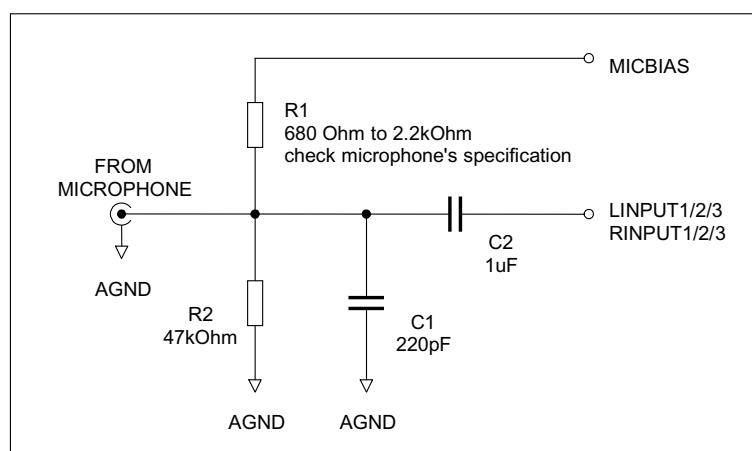 MICBIAS
R1
680 Ohm to 2.2kOhm
check microphone's specification
FROM
MICROPHONE
LINPUT1/2/3
RINPUT1/2/3
C2
1uF
AGND
R2
47kOhm
C1
220pF
AGND
AGND